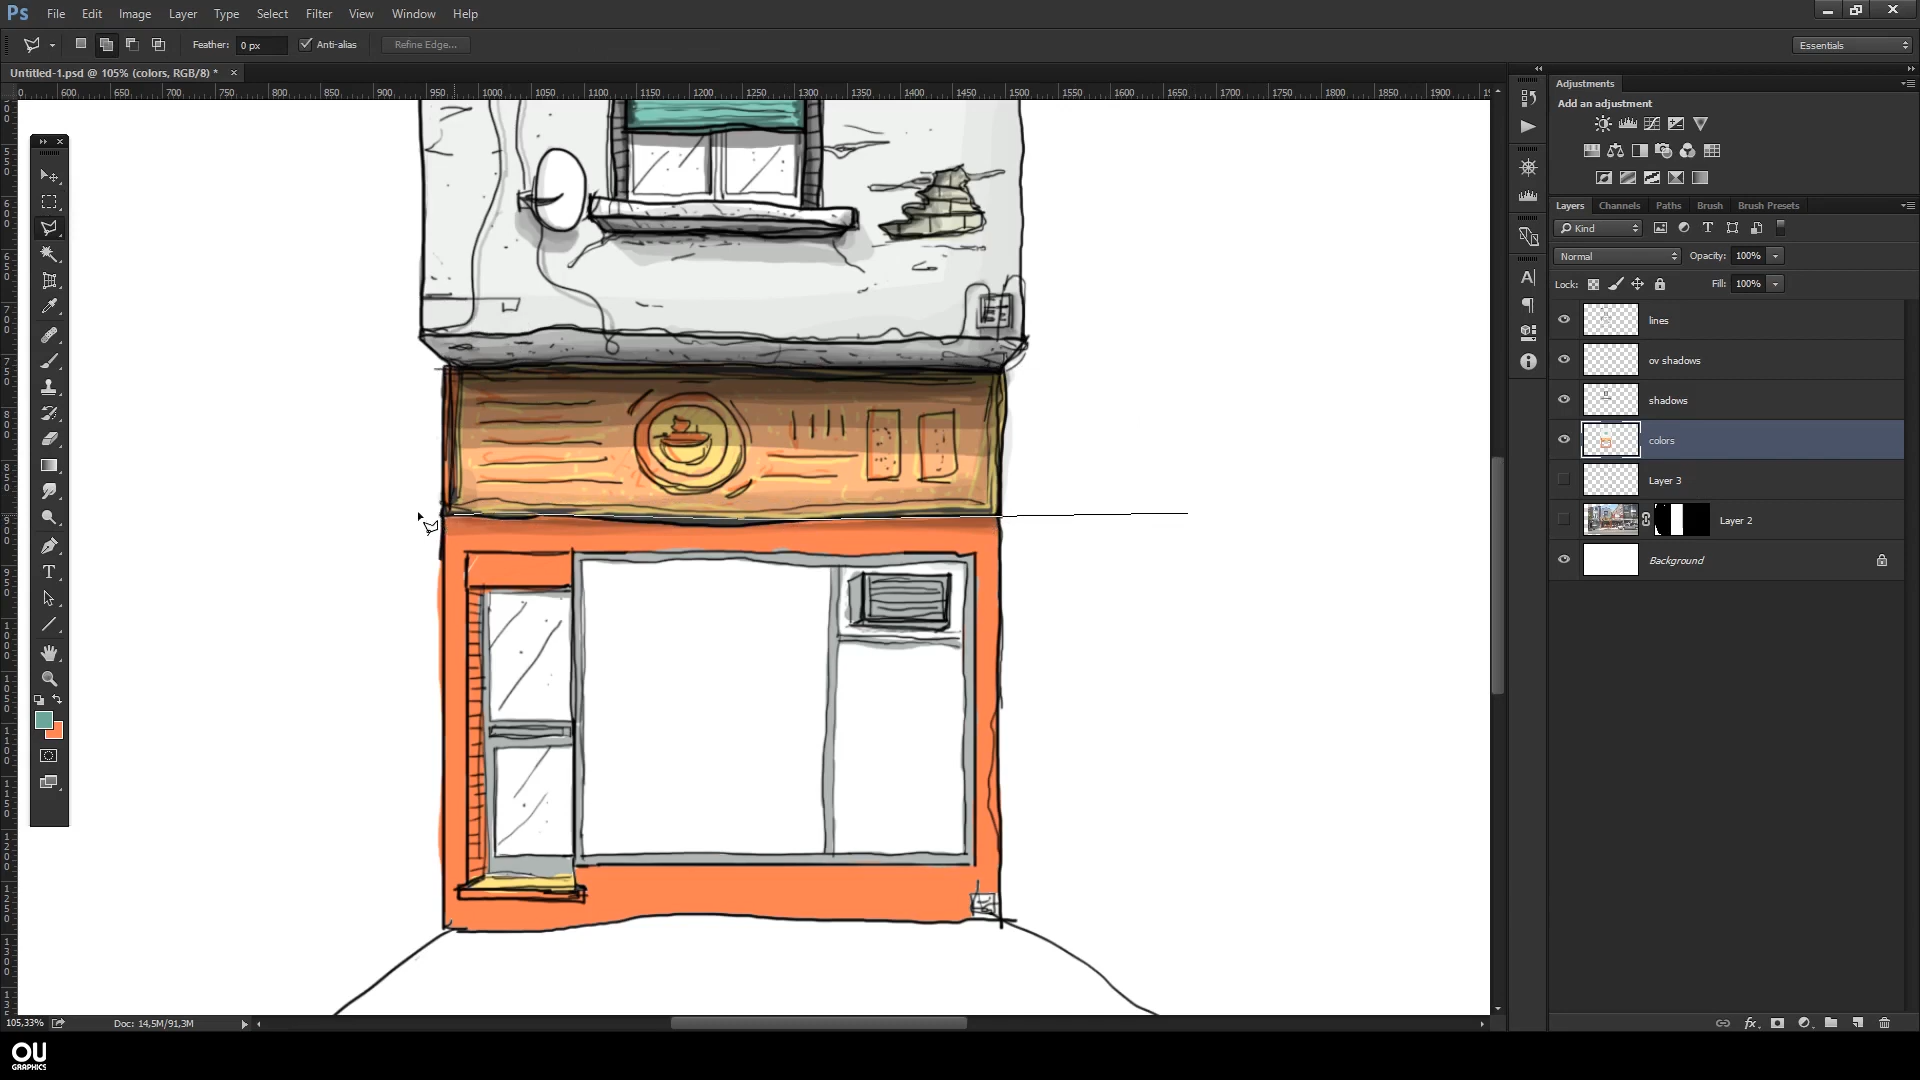 Ps File Edit Image Layer Type Select Filter View Window Help
Feather: 0 px Anti-alias Refine Edge... Essentials
Untitled-1.psd @ 105% (colors, RGB/8) * ×
600 650 700 750 800 850 900 950 1000 1050 1100 1150 1200 1250 1300 1350 1400 1450 1500 1550 1600 1650 1700 1750 1800 1850 1900
Adjustments
Add an adjustment
Layers Channels Paths Brush Brush Presets
Kind
Normal Opacity: 100%
Lock: Fill: 100%
lines
ov shadows
shadows
colors
Layer 3
Layer 2
Background
105,33% Doc: 14,5M/91,3M
OU
GRAPHICS